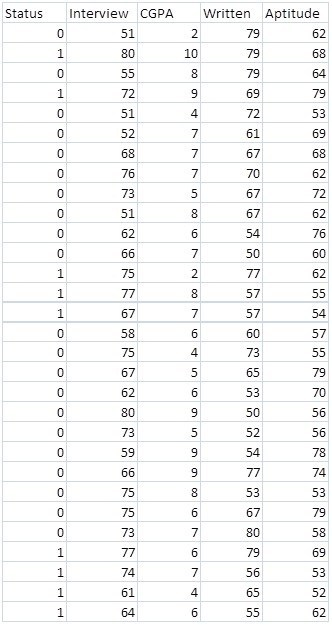 Status Interview CGPA Written Aptitude
0 51 2 79 62
1 80 10 79 68
0 55 8 79 64
1 72 9 69 79
0 51 4 72 53
0 52 7 61 69
0 68 7 67 68
0 76 7 70 62
0 73 5 67 72
0 51 8 67 62
0 62 6 54 76
0 66 7 50 60
1 75 2 77 62
1 77 8 57 55
1 67 7 57 54
0 58 6 60 57
0 75 4 73 55
0 67 5 65 79
0 62 6 53 70
0 80 9 50 56
0 73 5 52 56
0 59 9 54 78
0 66 9 77 74
0 75 8 53 53
0 75 6 67 79
0 73 7 80 58
1 77 6 79 69
1 74 7 56 53
1 61 4 65 52
1 64 6 55 62